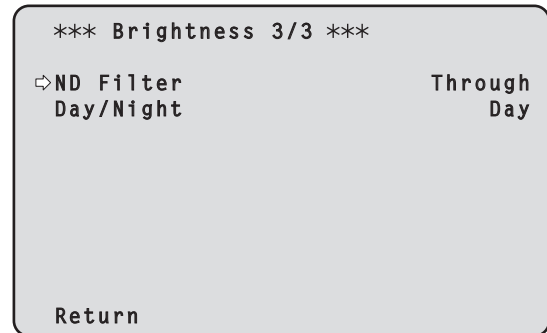 *** Brightness 3/3 ***
⇨ND Filter Through
Day/Night Day
Return